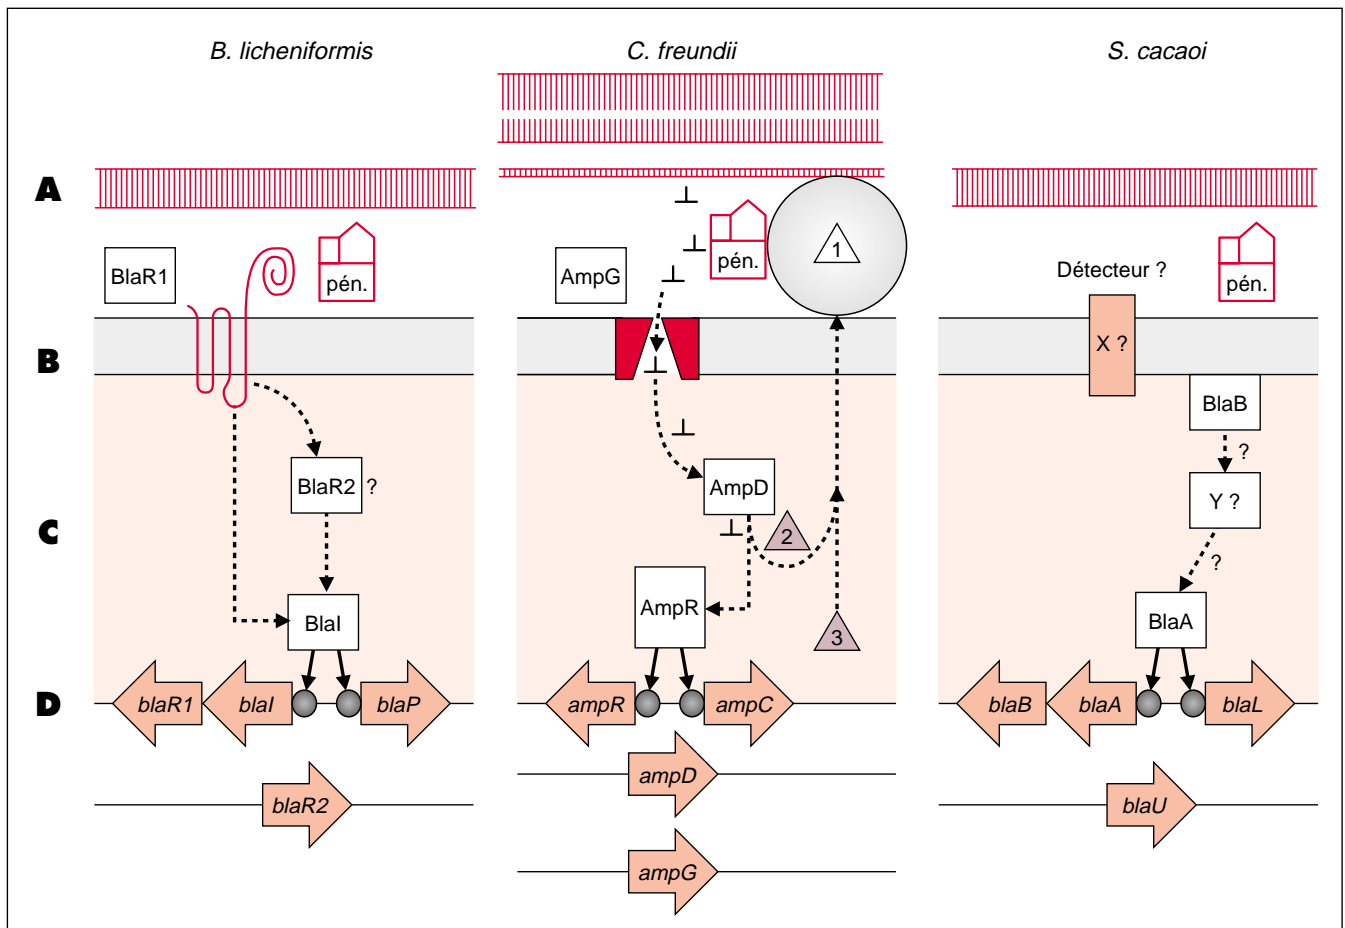 B. licheniformis
C. freundii
S. cacaoi
A
BlaR1
pén.
AmpG
pén.
1
Détecteur ?
pén.
B
X ?
BlaB
?
BlaR2 ?
AmpD
Y ?
C
2
?
BlaI
AmpR
3
BlaA
D
blaR1
blaI
blaP
ampR
ampC
blaB
blaA
blaL
ampD
blaR2
blaU
ampG